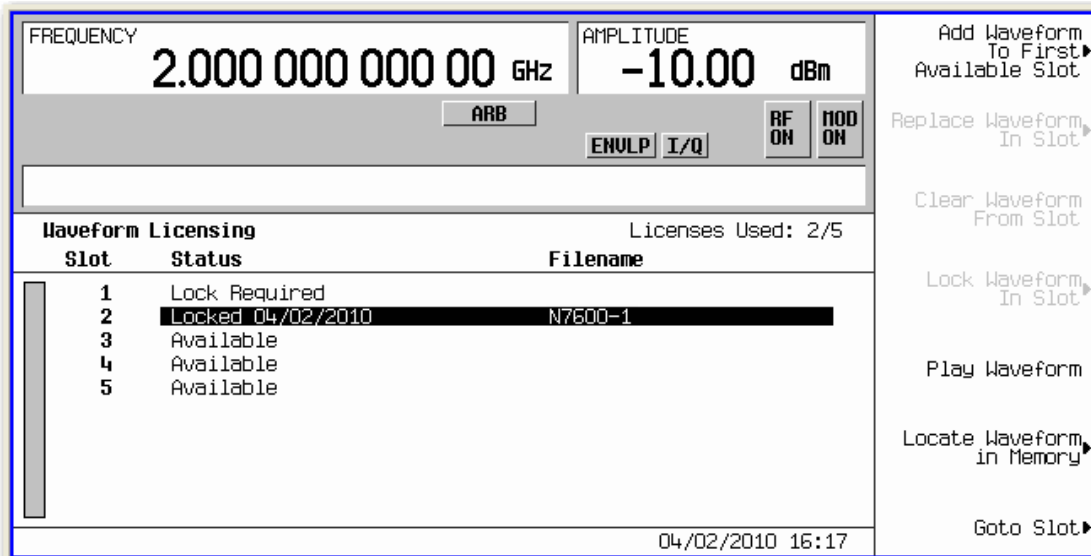 FREQUENCY
2.000 000 000 00 GHz
AMPLITUDE
-10.00 dBm
ARB
ENVLP I/Q
RF ON
MOD ON
Waveform Licensing
Licenses Used: 2/5
Slot Status Filename
1 Lock Required
2 Locked 04/02/2010 N7600-1
3 Available
4 Available
5 Available
04/02/2010 16:17
Add Waveform
To First
Available Slot
Replace Waveform
In Slot
Clear Waveform
From Slot
Lock Waveform
In Slot
Play Waveform
Locate Waveform
in Memory
Goto Slot